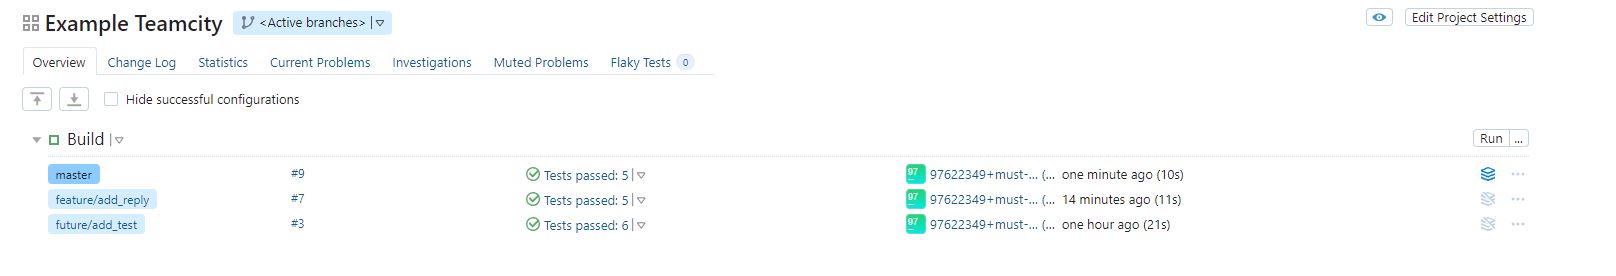 Example Teamcity <Active branches> Edit Project Settings
Overview Change Log Statistics Current Problems Investigations Muted Problems Flaky Tests 0
Hide successful configurations
Build Run ...
master #9 Tests passed: 5 97 97622349+must-... (... one minute ago (10s)
feature/add_reply #7 Tests passed: 5 97 97622349+must-... (... 14 minutes ago (11s)
future/add_test #3 Tests passed: 6 97 97622349+must-... (... one hour ago (21s)